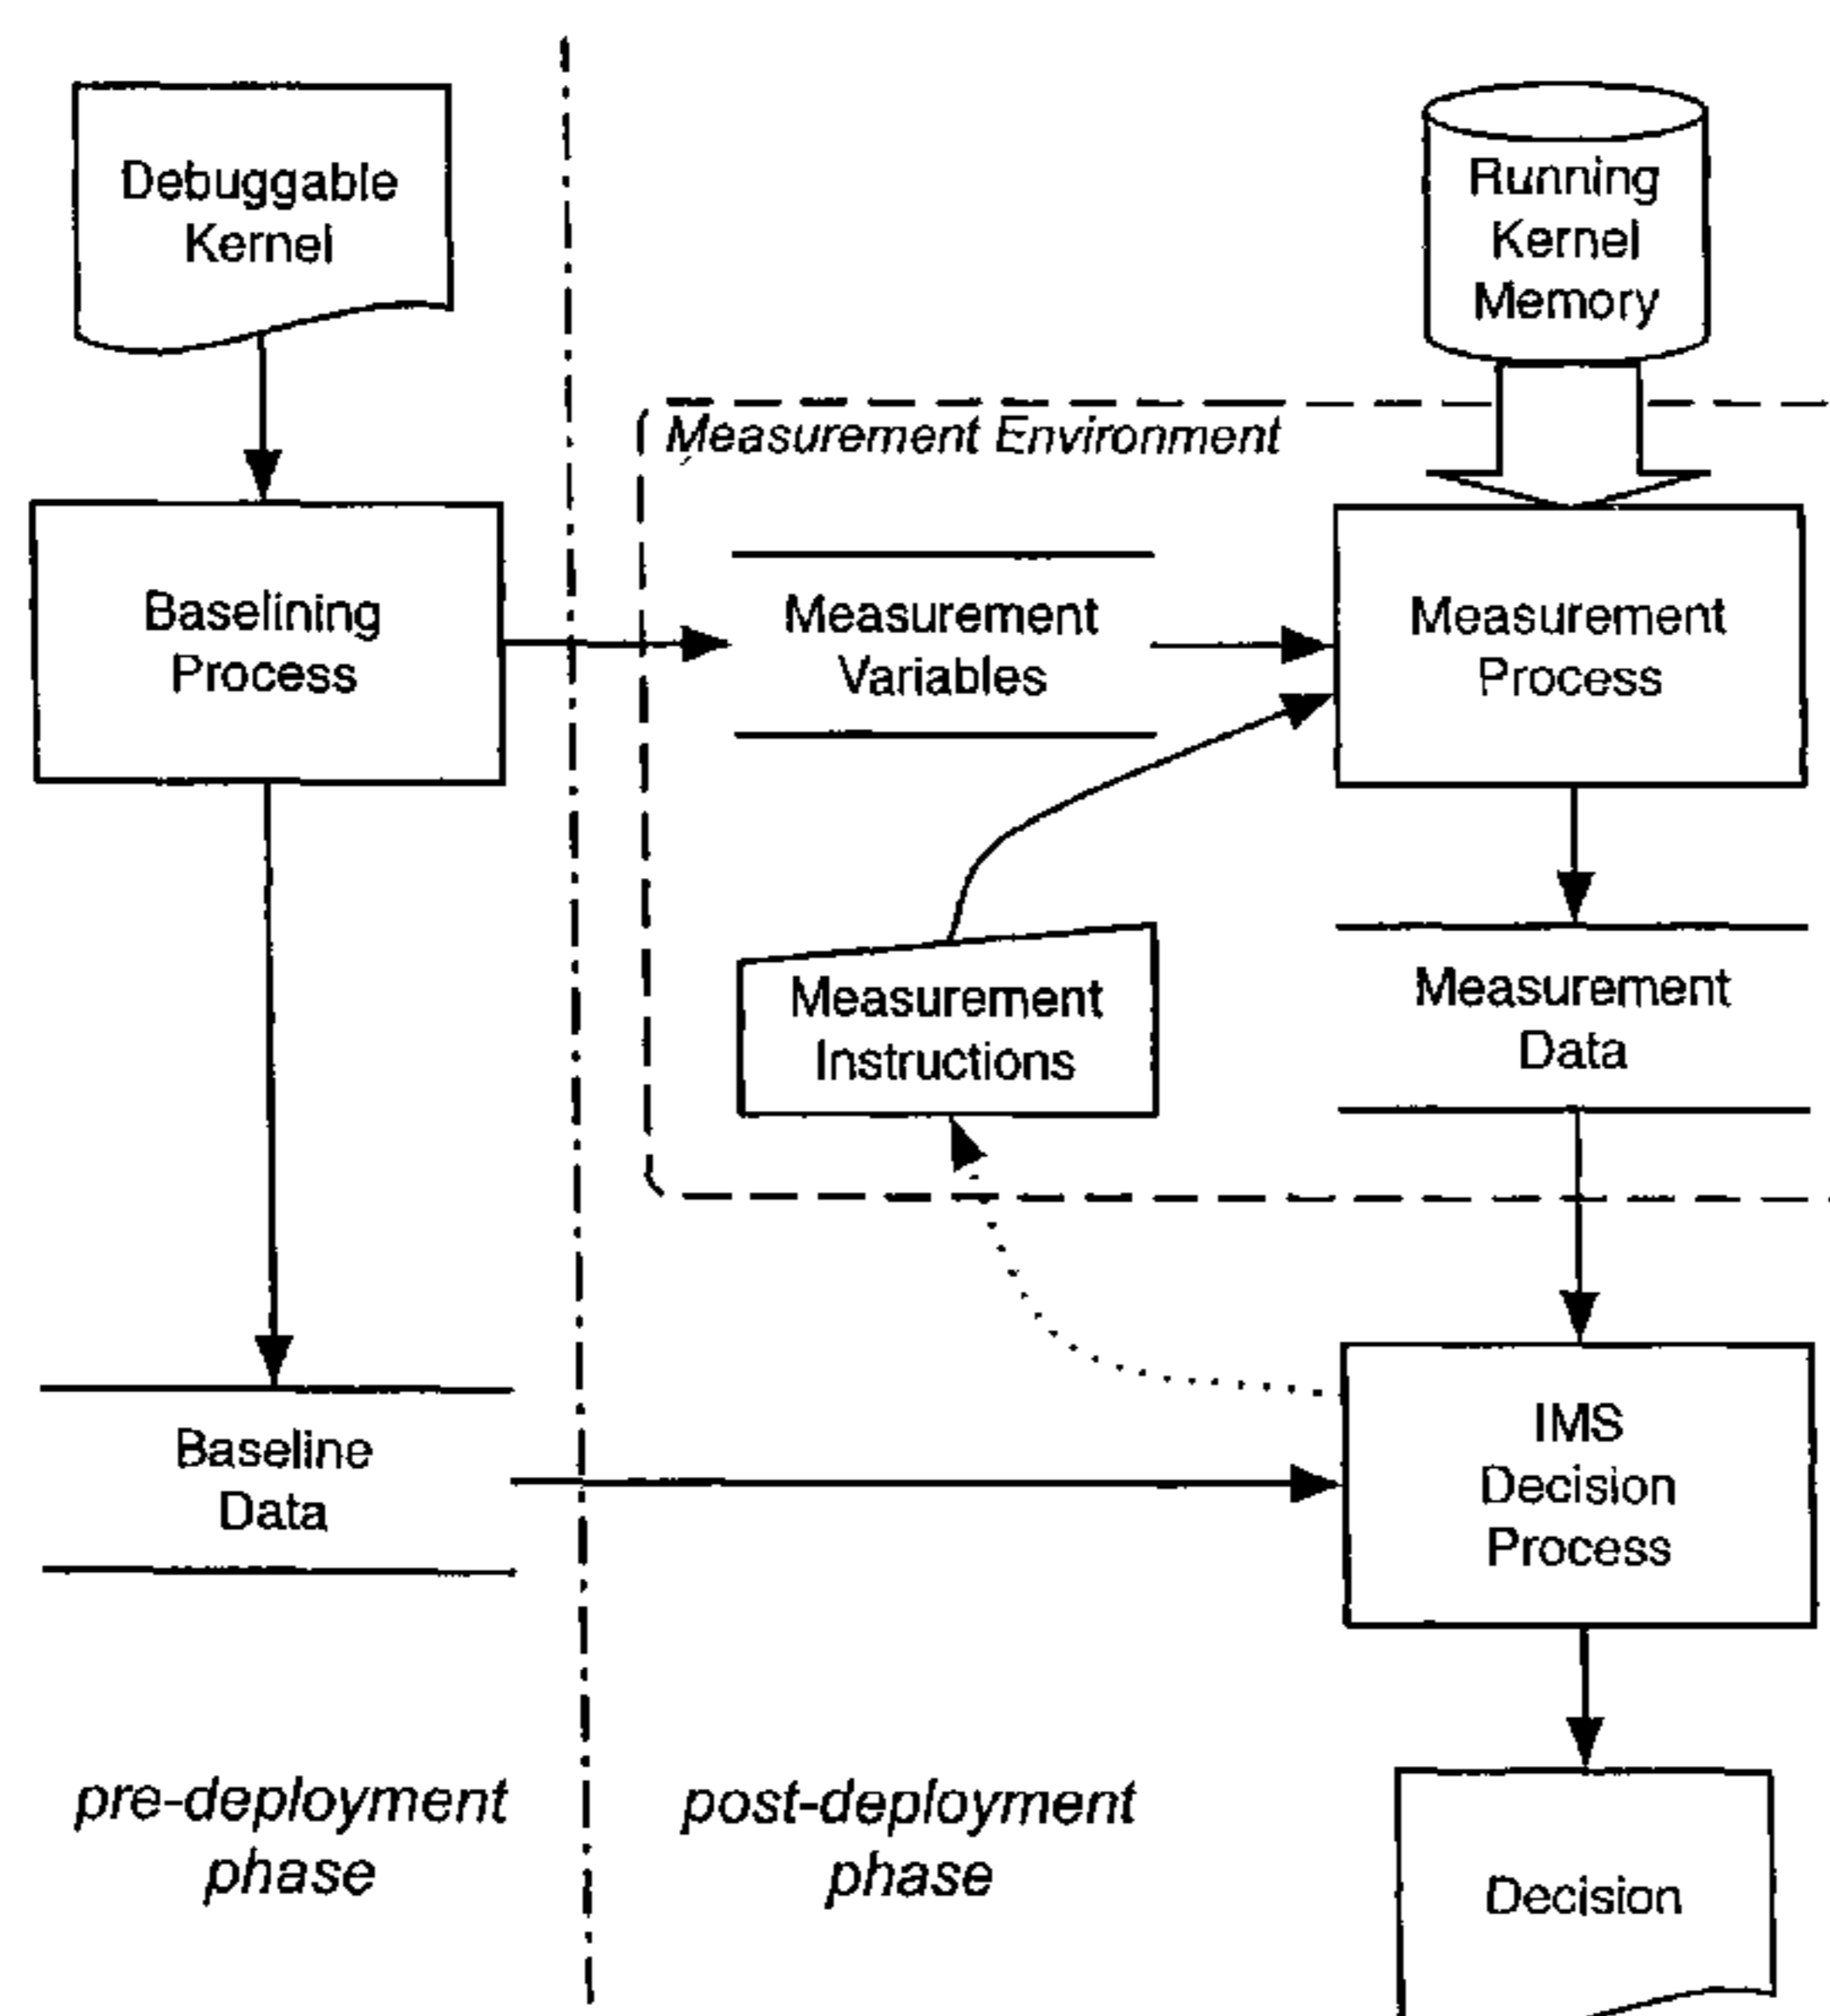 Debuggable
Kernel
Running
Kernel
Memory
Measurement Environment
Baselining
Process
Measurement
Variables
Measurement
Process
Measurement
Instructions
Measurement
Data
Baseline
Data
IMS
Decision
Process
pre-deployment
phase
post-deployment
phase
Decision